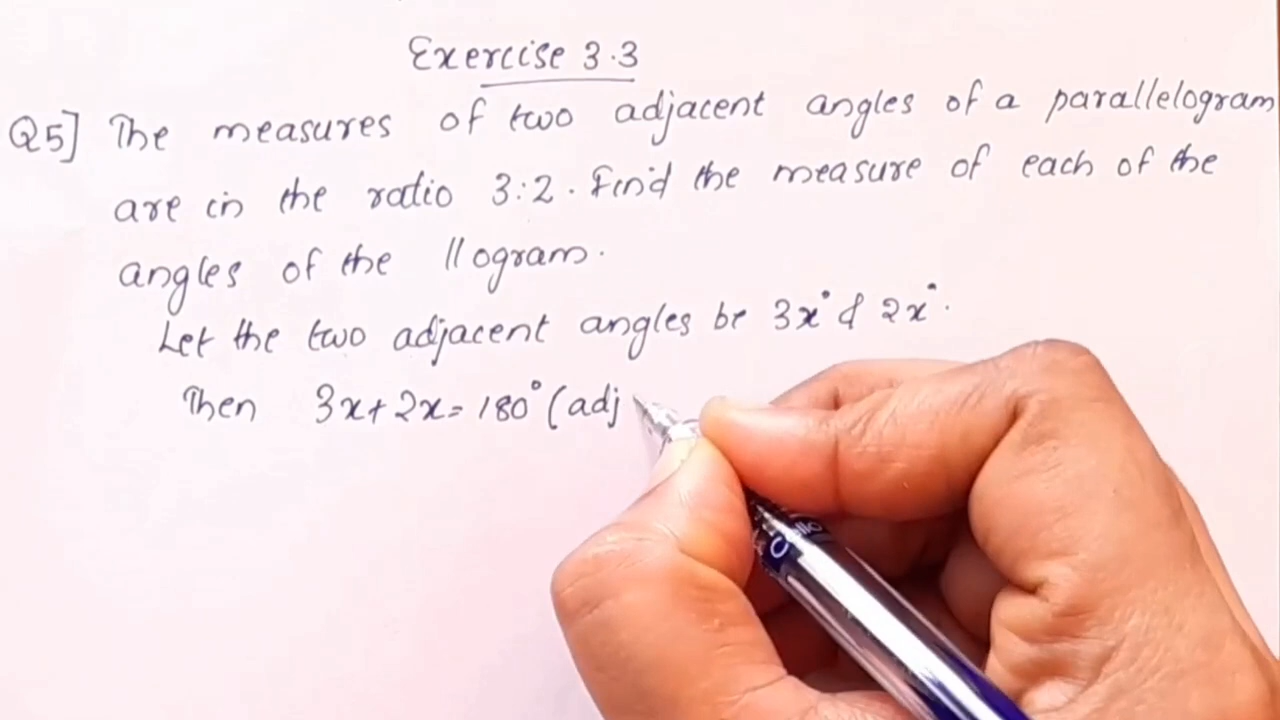 Exercise 3.3
Q5] The measures of two adjacent angles of a parallelogram
are in the ratio 3:2. Find the measure of each of the
angles of the ||ogram.
Let the two adjacent angles be 3x° & 2x°.
Then 3x+2x=180° (adj
Cello